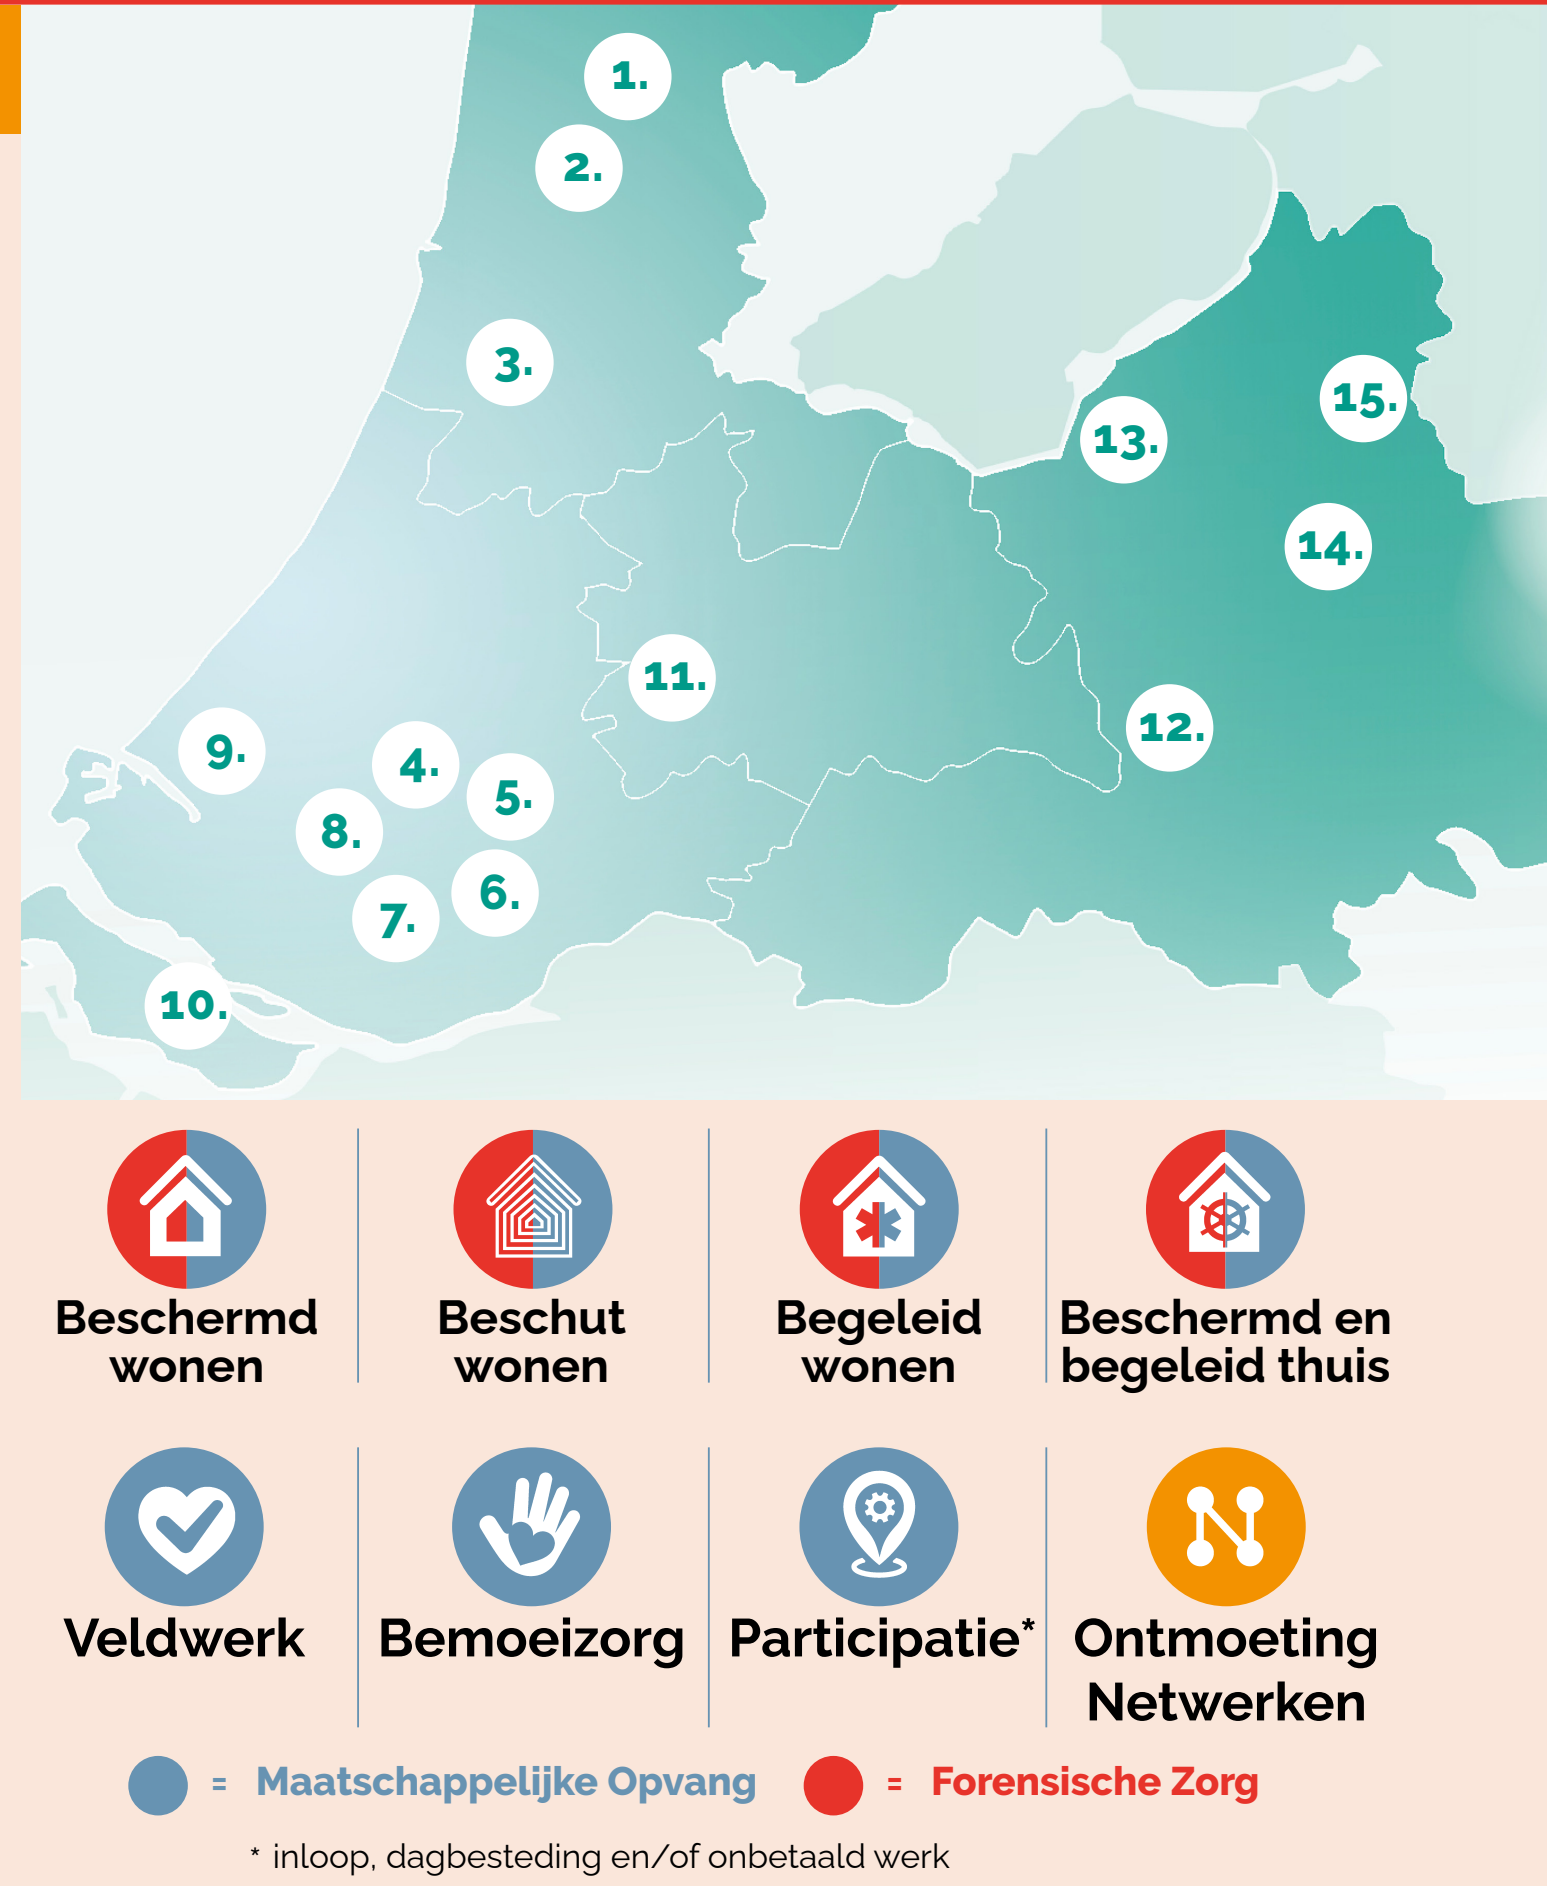 1.
2.
3.
15.
13.
14.
11.
12.
9.
4.
5.
8.
6.
7.
10.
Beschermd
wonen
Beschut
wonen
Begeleid
wonen
Beschermd en
begeleid thuis
Veldwerk
Bemoeizorg
Participatie*
Ontmoeting
Netwerken
= Maatschappelijke Opvang
= Forensische Zorg
* inloop, dagbesteding en/of onbetaald werk